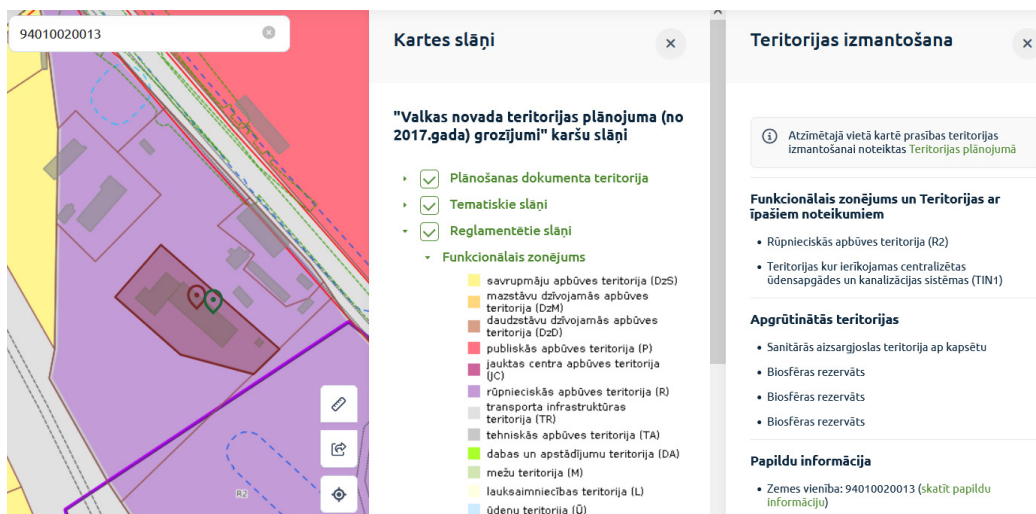 94010020013
R2
Kartes slāņi
"Valkas novada teritorijas plānojuma (no
2017.gada) grozījumi" karšu slāņi
Plānošanas dokumenta teritorija
Tematiskie slāņi
Reglamentētie slāņi
Funkcionālais zonējums
savrupmāju apbūves teritorija (DzS)
mazstāvu dzīvojamās apbūves
teritorija (DzM)
daudzstāvu dzīvojamās apbūves
teritorija (DzD)
publiskās apbūves teritorija (P)
jauktas centra apbūves teritorija
(JC)
rūpnieciskās apbūves teritorija (R)
transporta infrastruktūras
teritorija (TR)
tehniskās apbūves teritorija (TA)
dabas un apstādījumu teritorija (DA)
mežu teritorija (M)
lauksaimniecības teritorija (L)
ūdeņu teritorija (Ū)
Teritorijas izmantošana
Atzīmētajā vietā kartē prasības teritorijas
izmantošanai noteiktas Teritorijas plānojumā
Funkcionālais zonējums un Teritorijas ar
īpašiem noteikumiem
Rūpnieciskās apbūves teritorija (R2)
Teritorijas kur ierīkojamas centralizētas
ūdensapgādes un kanalizācijas sistēmas (TIN1)
Apgrūtinātās teritorijas
Sanitārās aizsargjoslas teritorija ap kapsētu
Biosfēras rezervāts
Biosfēras rezervāts
Biosfēras rezervāts
Papildu informācija
Zemes vienība: 94010020013 (skatīt papildu
informāciju)